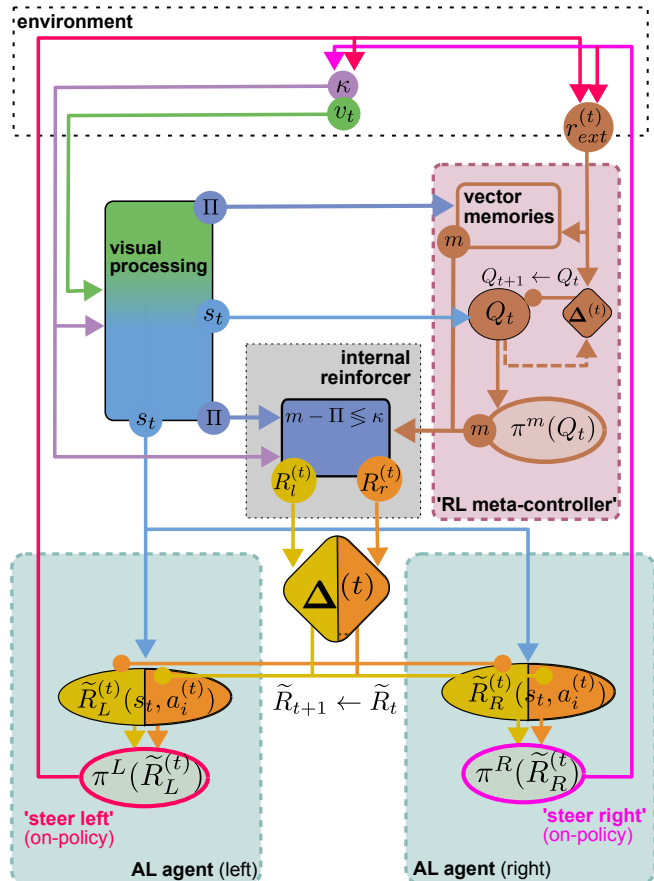 environment
κ
v_t
r_{ext}^{(t)}
Π
vector
memories
visual
processing
m
Q_{t+1} ← Q_t
s_t
Q_t
Δ^{(t)}
internal
reinforcer
s_t
Π
m − Π ≶ κ
m
π^m(Q_t)
R_l^{(t)}
R_r^{(t)}
'RL meta-controller'
Δ^{(t)}
R̃_L^{(t)}(s_t, a_i^{(t)})
R̃_{t+1} ← R̃_t
R̃_R^{(t)}(s_t, a_i^{(t)})
π^L(R̃_L^{(t)})
π^R(R̃_R^{(t)}
'steer left'
(on-policy)
'steer right'
(on-policy)
AL agent (left)
AL agent (right)